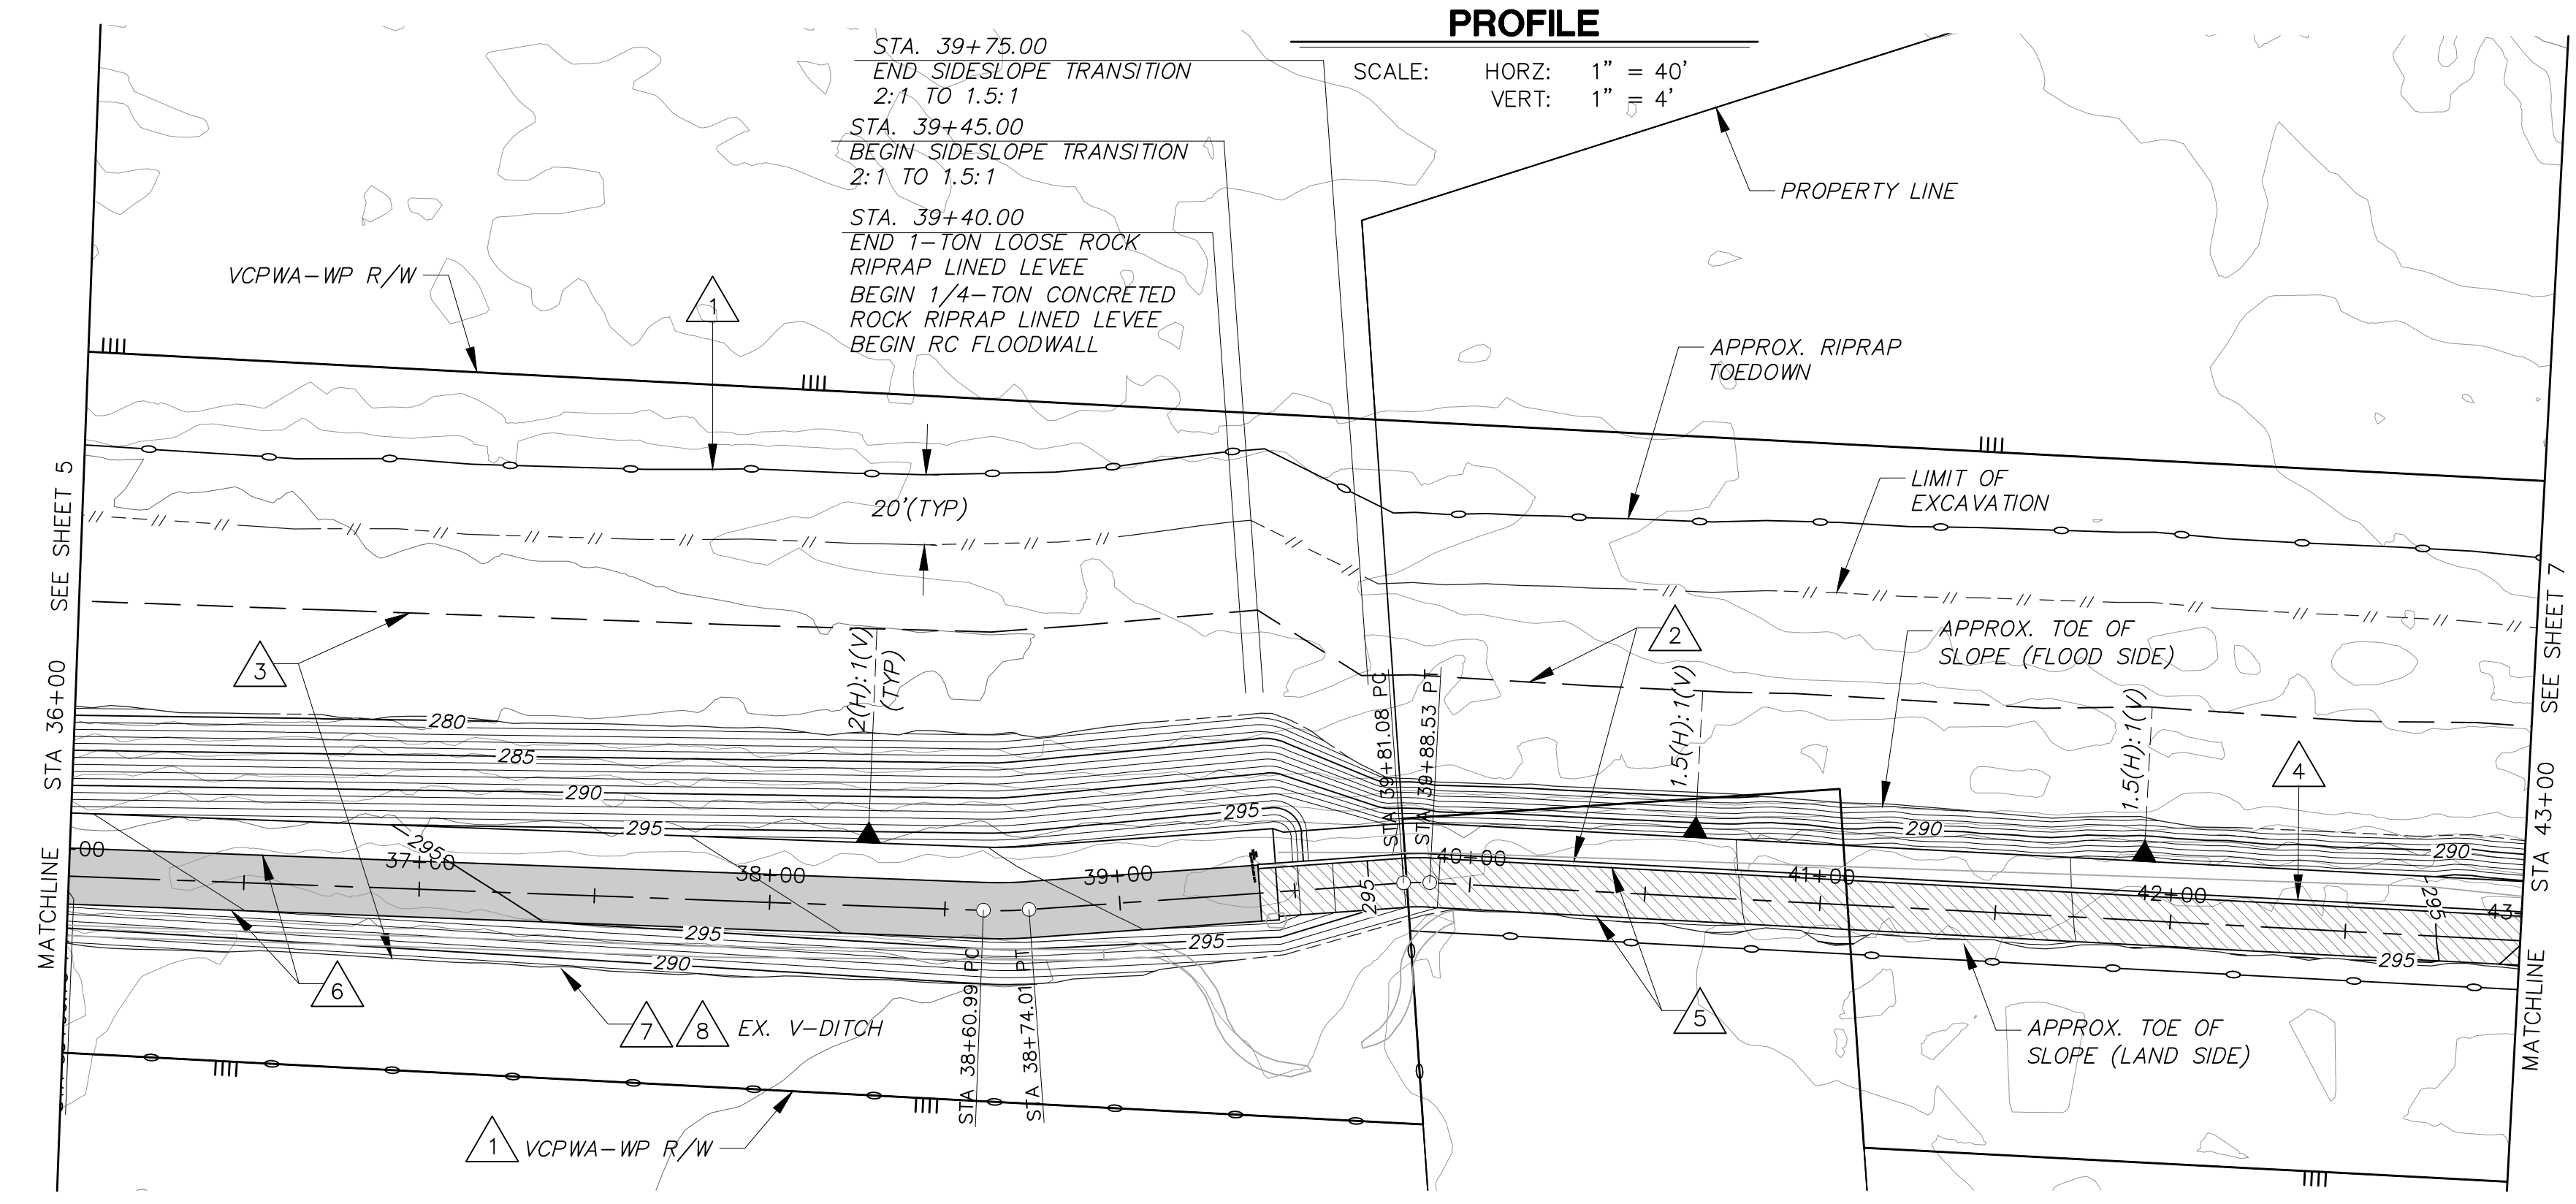 PROFILE
SCALE: HORZ: 1" = 40'
VERT: 1" = 4'
STA. 39+75.00
END SIDESLOPE TRANSITION
2:1 TO 1.5:1
STA. 39+45.00
BEGIN SIDESLOPE TRANSITION
2:1 TO 1.5:1
STA. 39+40.00
END 1-TON LOOSE ROCK
RIPRAP LINED LEVEE
BEGIN 1/4-TON CONCRETED
ROCK RIPRAP LINED LEVEE
BEGIN RC FLOODWALL
PROPERTY LINE
VCPWA-WP R/W
1
APPROX. RIPRAP
TOEDOWN
LIMIT OF
EXCAVATION
20'(TYP)
MATCHLINE STA 36+00 SEE SHEET 5
MATCHLINE STA 43+00 SEE SHEET 7
3
2
APPROX. TOE OF
SLOPE (FLOOD SIDE)
2(H):1(V)
(TYP)
1.5(H):1(V)
1.5(H):1(V)
STA 39+81.08 PC
STA 39+88.53 PT
4
280
285
290
295
295
295
290
290
-00
37+00
38+00
39+00
40+00
41+00
42+00
43-
295
295
295
295
295
290
STA 38+60.99 PC
STA 38+74.01 PT
6
7
8
EX. V-DITCH
5
APPROX. TOE OF
SLOPE (LAND SIDE)
1
VCPWA-WP R/W